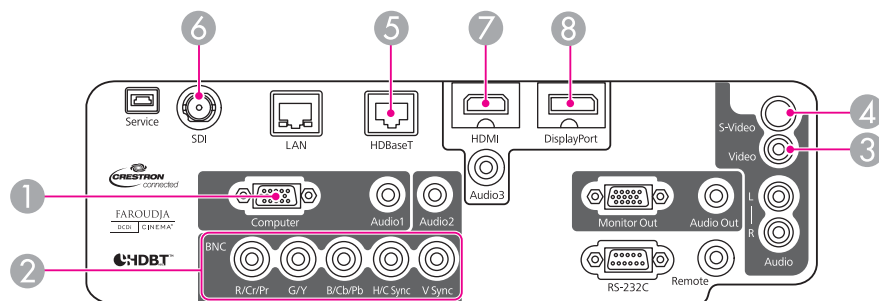 6
5
7
8
4
3
1
2
Service
SDI
LAN
HDBaseT
HDMI
DisplayPort
S-Video
Video
Audio3
CRESTRON
connected
Computer
Audio1
Audio2
Monitor Out
Audio Out
L
R
Audio
FAROUDJA
DCDI CINEMA
HDBT™
BNC
R/Cr/Pr
G/Y
B/Cb/Pb
H/C Sync
V Sync
RS-232C
Remote